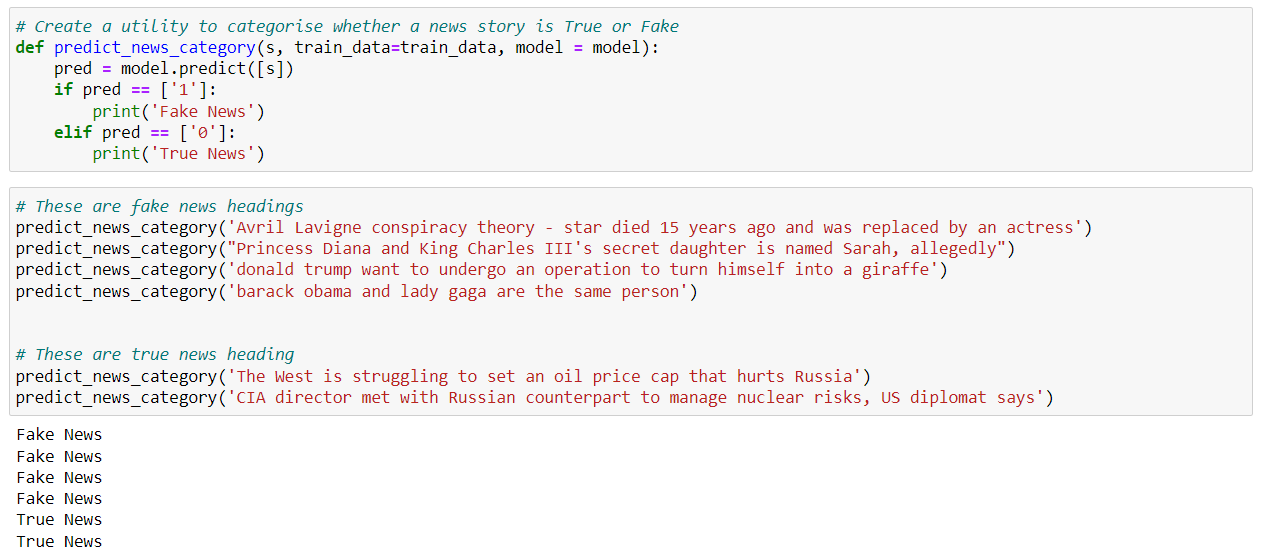 # Create a utility to categorise whether a news story is True or Fake
def predict_news_category(s, train_data=train_data, model = model):
    pred = model.predict([s])
    if pred == ['1']:
        print('Fake News')
    elif pred == ['0']:
        print('True News')
# These are fake news headings
predict_news_category('Avril Lavigne conspiracy theory - star died 15 years ago and was replaced by an actress')
predict_news_category("Princess Diana and King Charles III's secret daughter is named Sarah, allegedly")
predict_news_category('donald trump want to undergo an operation to turn himself into a giraffe')
predict_news_category('barack obama and lady gaga are the same person')
# These are true news heading
predict_news_category('The West is struggling to set an oil price cap that hurts Russia')
predict_news_category('CIA director met with Russian counterpart to manage nuclear risks, US diplomat says')
Fake News
Fake News
Fake News
Fake News
True News
True News